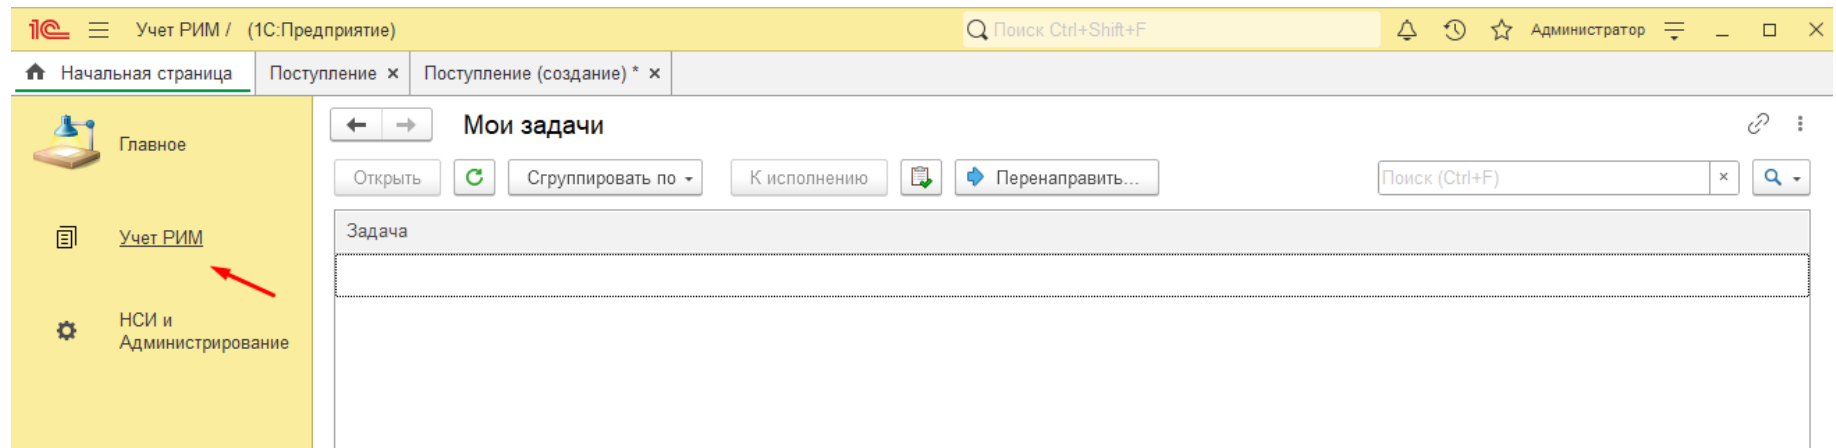 1С Учет РИМ / (1С:Предприятие) Поиск Ctrl+Shift+F Администратор
Начальная страница Поступление × Поступление (создание) * ×
Главное
Учет РИМ
НСИ и
Администрирование
Мои задачи
Открыть Сгруппировать по К исполнению Перенаправить... Поиск (Ctrl+F) ×
Задача